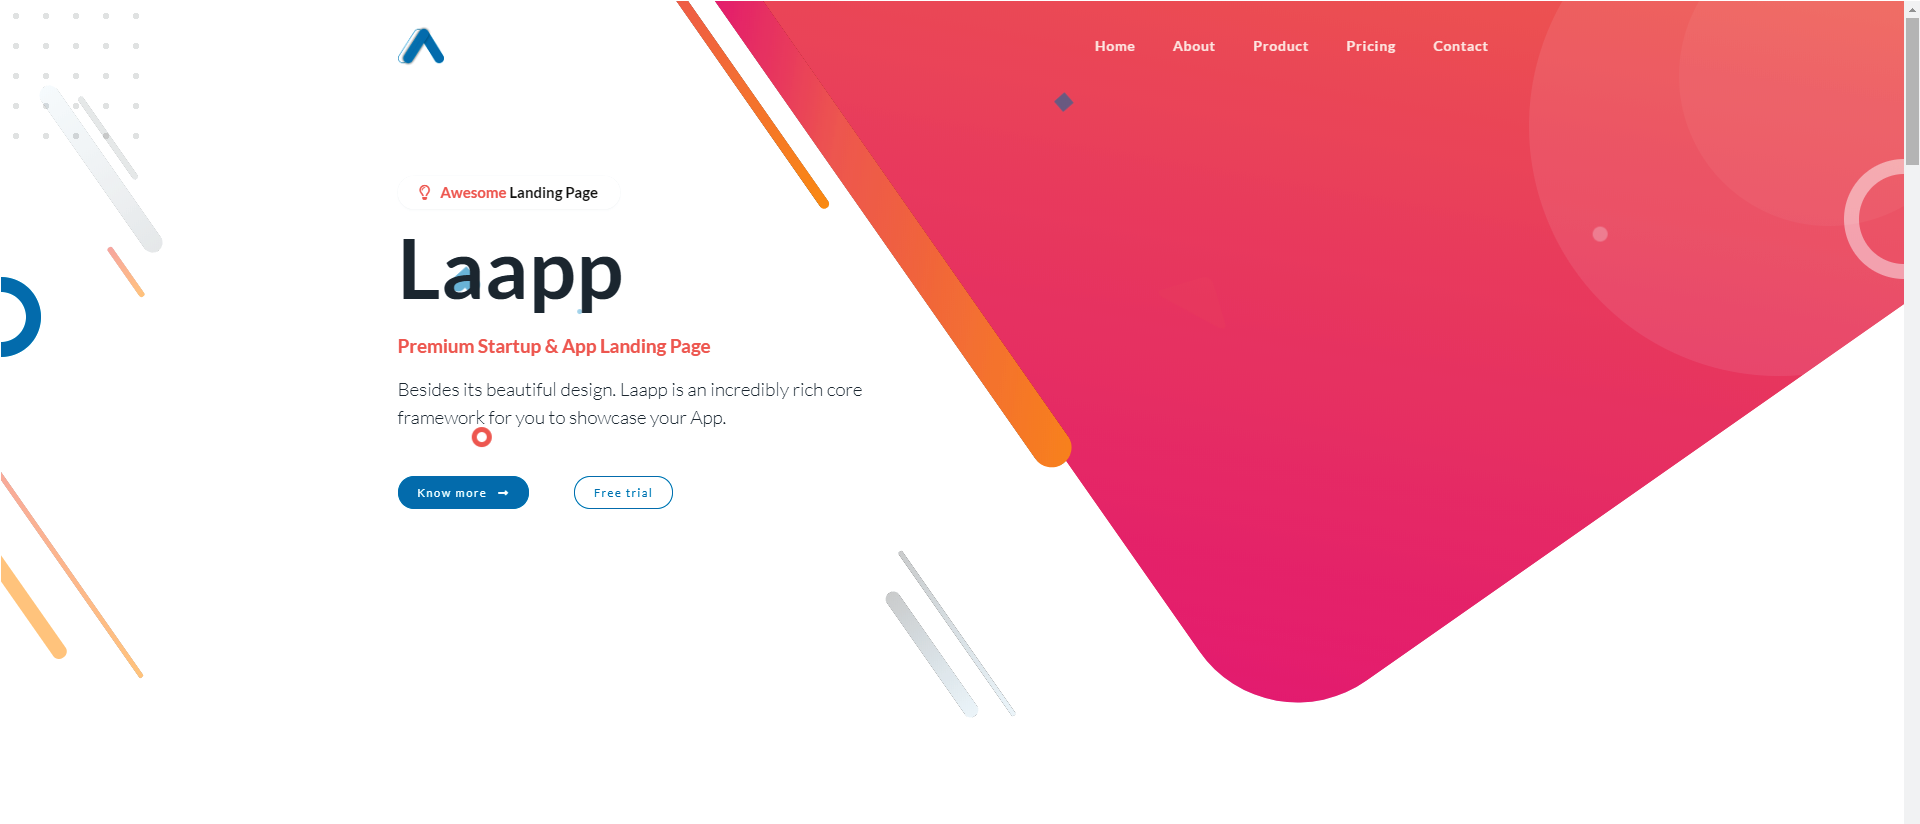 Home About Product Pricing Contact
Awesome Landing Page
Laapp
Premium Startup & App Landing Page
Besides its beautiful design. Laapp is an incredibly rich core
framework for you to showcase your App.
Know more Free trial